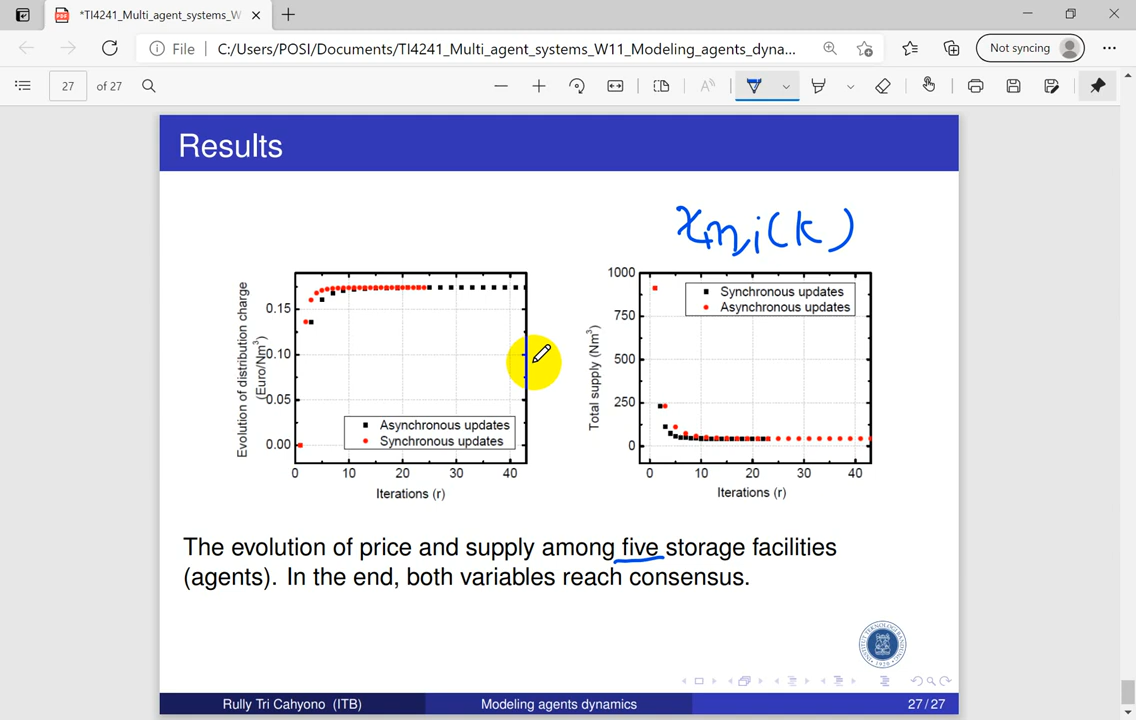 *TI4241_Multi_agent_systems_W
File
C:/Users/POSI/Documents/TI4241_Multi_agent_systems_W11_Modeling_agents_dyna...
Not syncing
27 of 27
Results
Evolution of distribution charge
(Euro/Nm³)
0.15
0.10
0.05
0.00
Asynchronous updates
Synchronous updates
0 10 20 30 40
Iterations (r)
Total supply (Nm³)
1000
750
500
250
0
Synchronous updates
Asynchronous updates
0 10 20 30 40
Iterations (r)
The evolution of price and supply among five storage facilities
(agents). In the end, both variables reach consensus.
Rully Tri Cahyono (ITB) Modeling agents dynamics 27 / 27